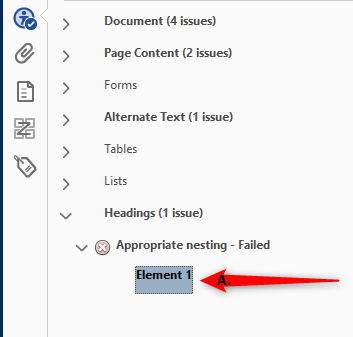 Document (4 issues)
Page Content (2 issues)
Forms
Alternate Text (1 issue)
Tables
Lists
Headings (1 issue)
Appropriate nesting - Failed
Element 1
A.